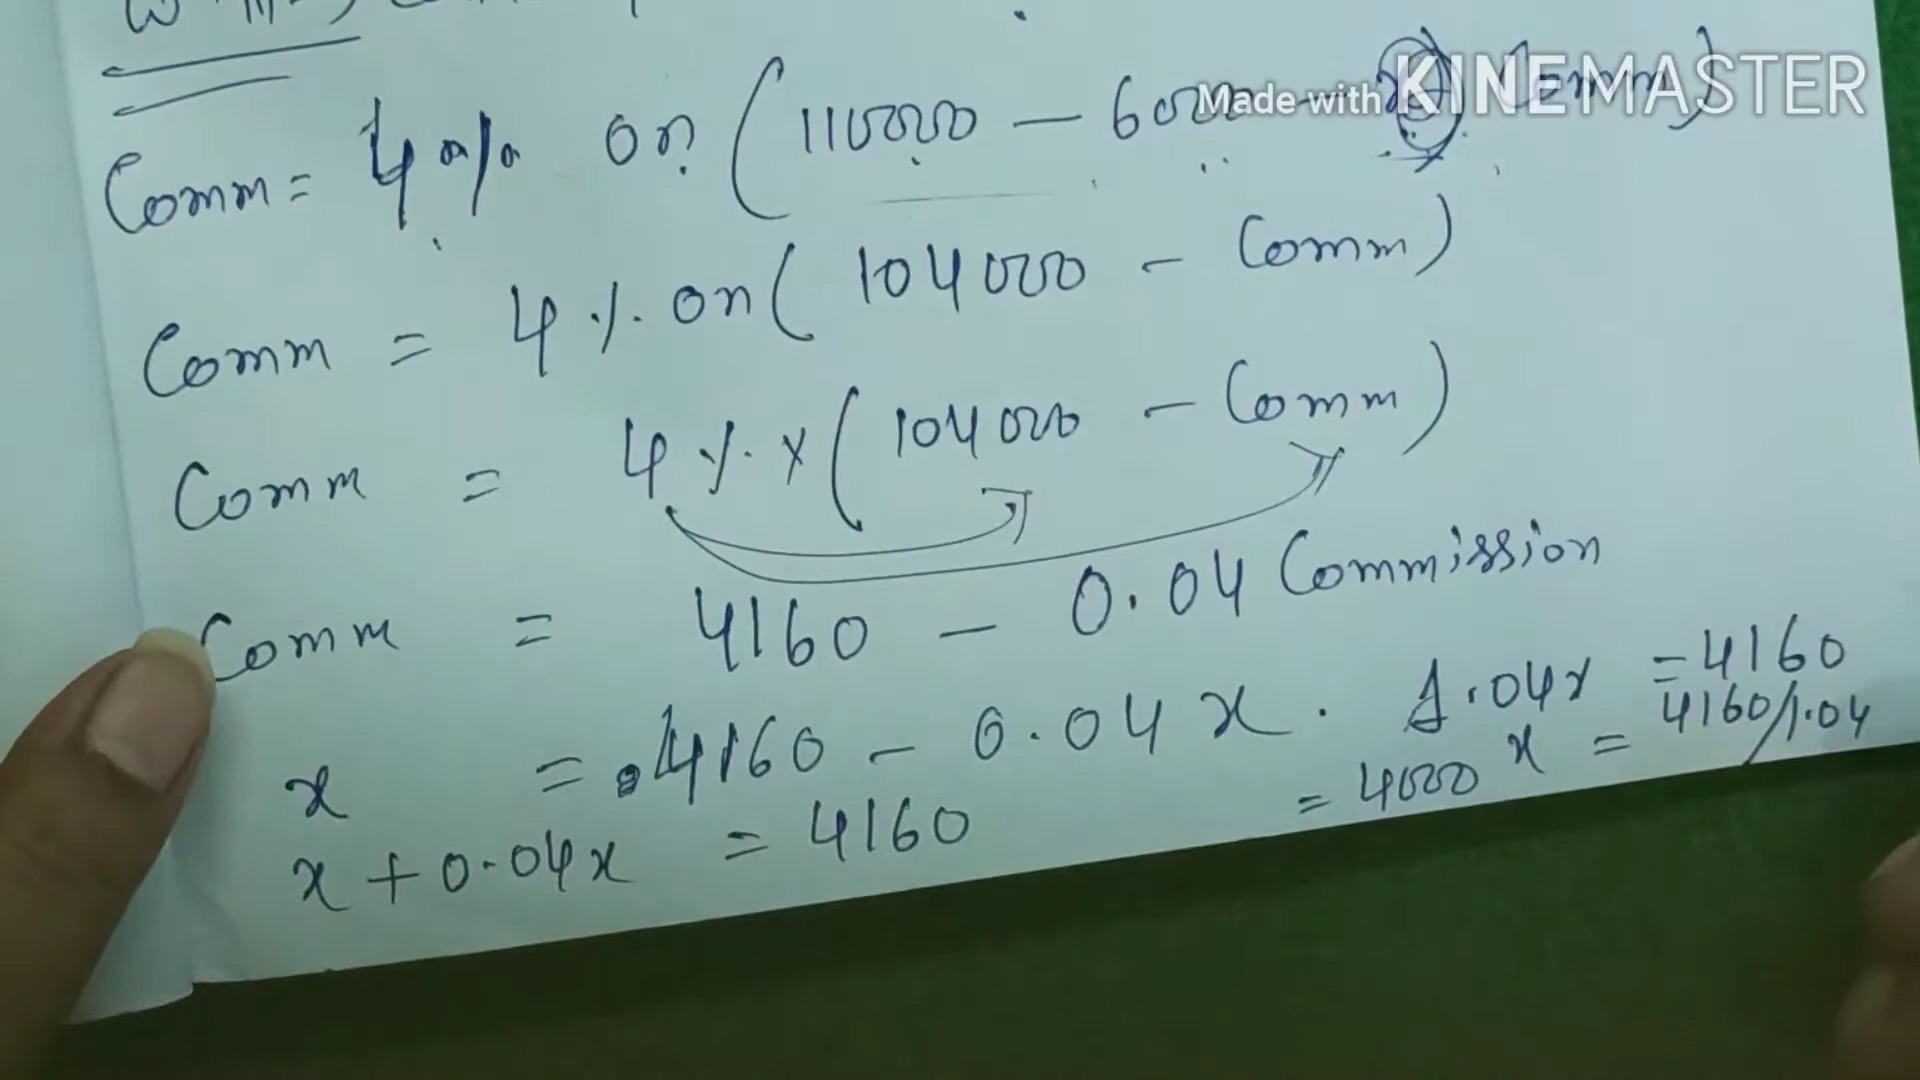 Comm = 4% on (110000 - 6000 - Comm)
Made with KINEMASTER
Comm = 4% on (104000 - Comm)
Comm = 4% x (104000 - Comm)
Comm = 4160 - 0.04 Commission
x = 4160 - 0.04x. 1.04x = 4160
x + 0.04x = 4160 x = 4160/1.04
= 4000